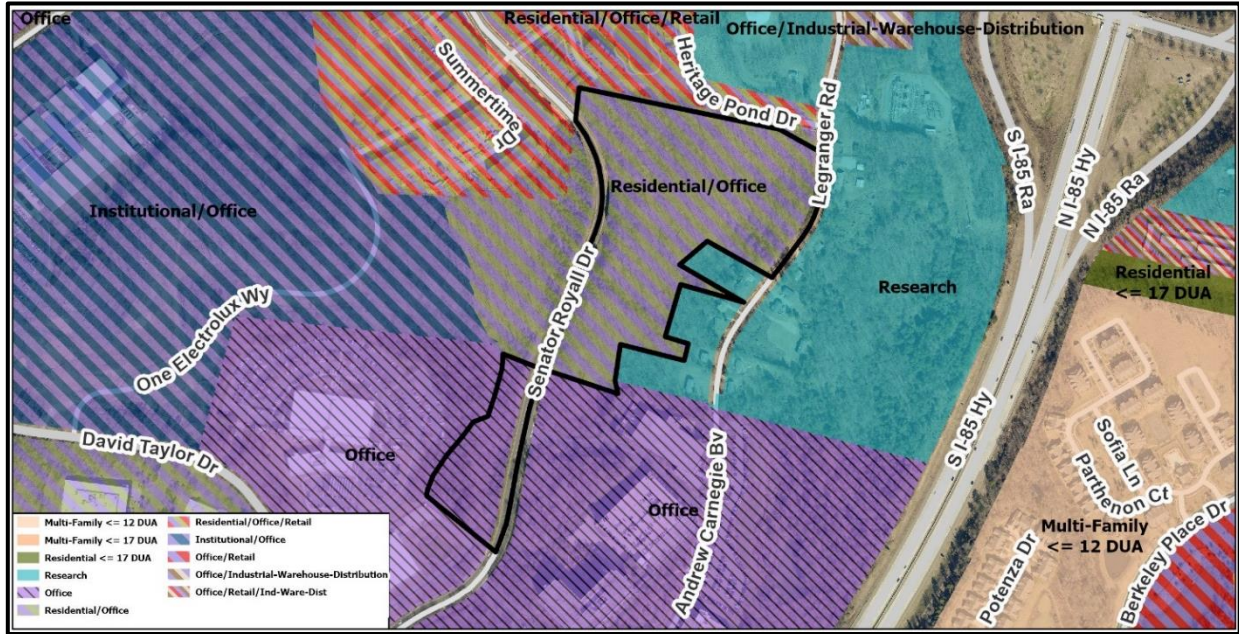 Office
Residential/Office/Retail
Office/Industrial-Warehouse-Distribution
Summertime
Dr
Heritage Pond Dr
Legranger Rd
S I-85 Ra
N I-85 Hy
N I-85 Ra
Residential/Office
Institutional/Office
Research
Residential
<= 17 DUA
One Electrolux Wy
Senator Royall Dr
S I-85 Hy
David Taylor Dr
Office
Office
Andrew Carnegie Bv
Sofia Ln
Parthenon Ct
Multi-Family
<= 12 DUA
Potenza Dr
Berkeley Place Dr
Multi-Family <= 12 DUA
Multi-Family <= 17 DUA
Residential <= 17 DUA
Research
Office
Residential/Office
Residential/Office/Retail
Institutional/Office
Office/Retail
Office/Industrial-Warehouse-Distribution
Office/Retail/Ind-Ware-Dist